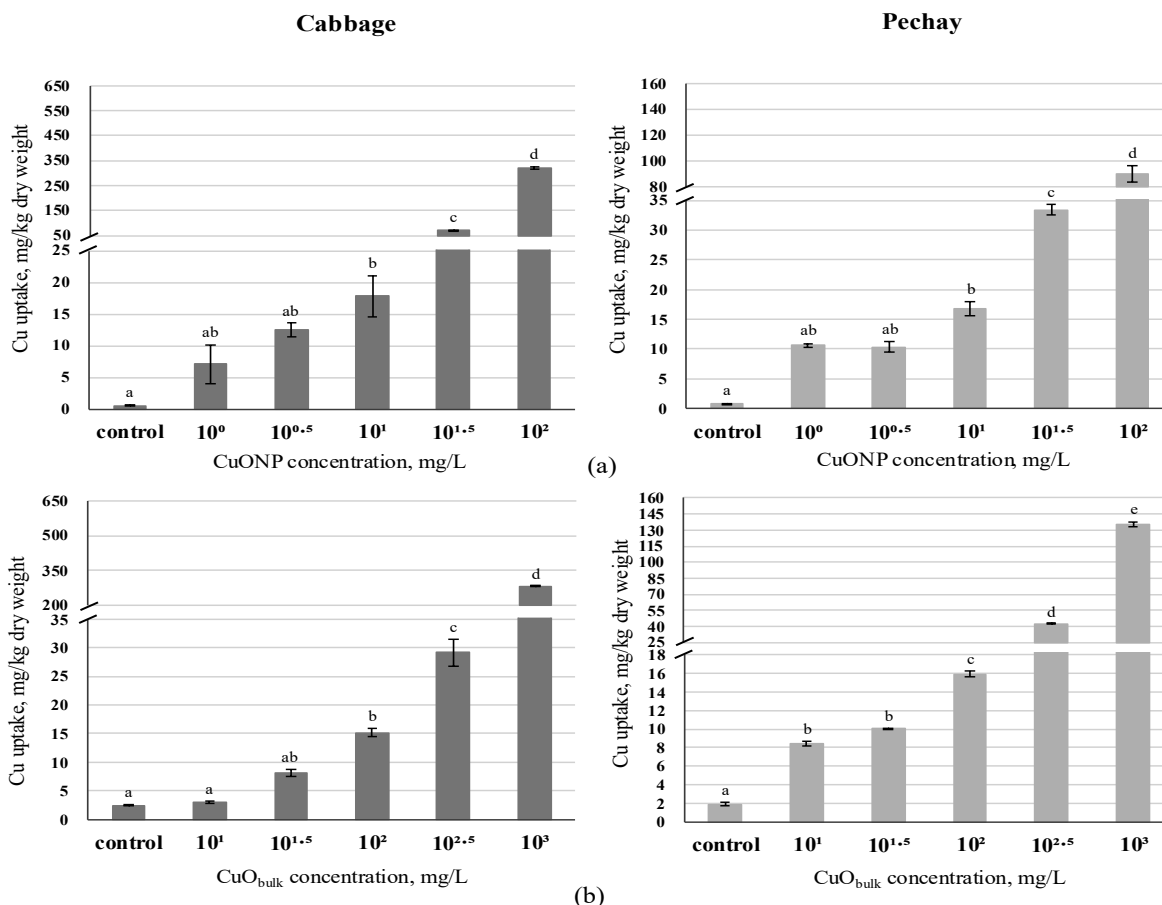 Cabbage
Pechay
Cu uptake, mg/kg dry weight
650
550
450
350
250
150
50
25
20
15
10
5
0
a
ab
ab
b
c
d
control 10⁰ 10⁰·⁵ 10¹ 10¹·⁵ 10²
CuONP concentration, mg/L
Cu uptake, mg/kg dry weight
160
140
120
100
80
35
30
25
20
15
10
5
0
a
ab
ab
b
c
d
control 10⁰ 10⁰·⁵ 10¹ 10¹·⁵ 10²
CuONP concentration, mg/L
(a)
Cu uptake, mg/kg dry weight
650
500
350
200
35
30
25
20
15
10
5
0
a
a
ab
b
c
d
control 10¹ 10¹·⁵ 10² 10²·⁵ 10³
CuO bulk concentration, mg/L
Cu uptake, mg/kg dry weight
160
145
130
115
100
85
70
55
40
25
18
16
14
12
10
8
6
4
2
0
a
b
b
c
d
e
control 10¹ 10¹·⁵ 10² 10²·⁵ 10³
CuO bulk concentration, mg/L
(b)